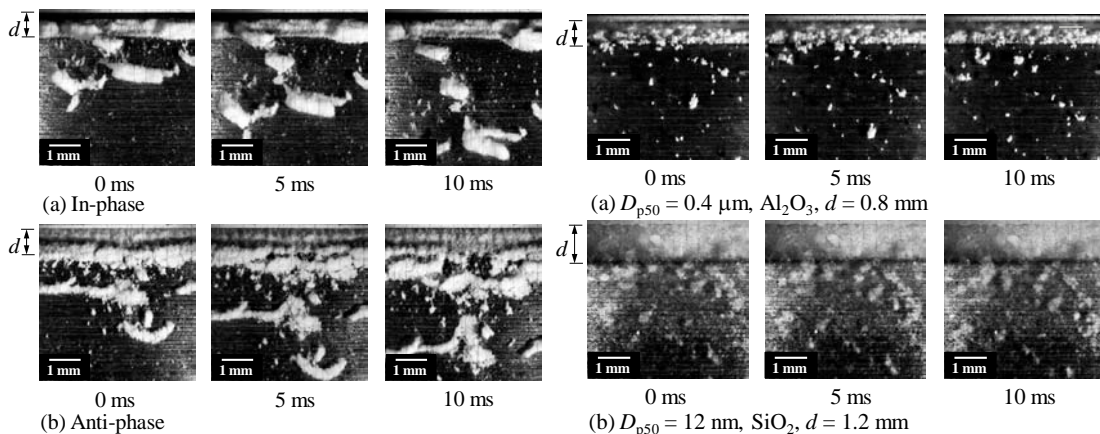 d
1 mm 1 mm 1 mm
0 ms 5 ms 10 ms
(a) In-phase
d
1 mm 1 mm 1 mm
0 ms 5 ms 10 ms
(b) Anti-phase
d
1 mm 1 mm 1 mm
0 ms 5 ms 10 ms
(a) Dp50 = 0.4 μm, Al2O3, d = 0.8 mm
d
1 mm 1 mm 1 mm
0 ms 5 ms 10 ms
(b) Dp50 = 12 nm, SiO2, d = 1.2 mm